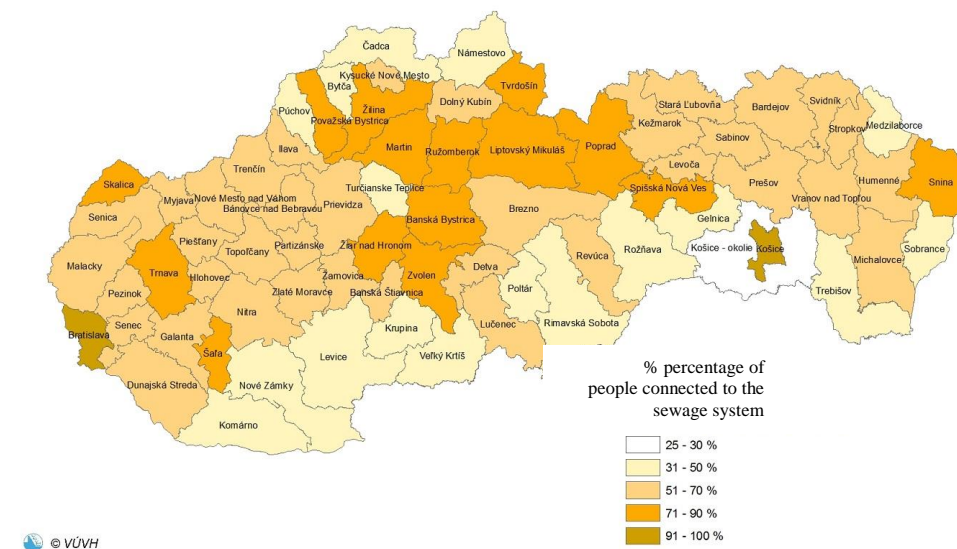 Čadca
Námestovo
Kysucké Nové Mesto
Bytča
Tvrdošín
Púchov
Žilina
Dolný Kubín
Považská Bystrica
Stará Ľubovňa
Bardejov
Svidník
Kežmarok
Stropkov
Medzilaborce
Ilava
Martin
Ružomberok
Liptovský Mikuláš
Poprad
Sabinov
Trenčín
Levoča
Skalica
Turčianske Teplice
Spišská Nová Ves
Prešov
Humenné
Snina
Myjava
Nové Mesto nad Váhom
Bánovce nad Bebravou
Prievidza
Vranov nad Topľou
Senica
Banská Bystrica
Brezno
Gelnica
Piešťany
Topoľčany
Partizánske
Žiar nad Hronom
Rožňava
Košice - okolie
Košice
Sobrance
Malacky
Trnava
Hlohovec
Žarnovica
Zvolen
Detva
Revúca
Michalovce
Pezinok
Zlaté Moravce
Banská Štiavnica
Poltár
Trebišov
Nitra
Bratislava
Senec
Galanta
Krupina
Lučenec
Rimavská Sobota
Šaľa
Levice
Veľký Krtíš
Dunajská Streda
Nové Zámky
Komárno
% percentage of
people connected to the
sewage system
25 - 30 %
31 - 50 %
51 - 70 %
71 - 90 %
91 - 100 %
© VÚVH